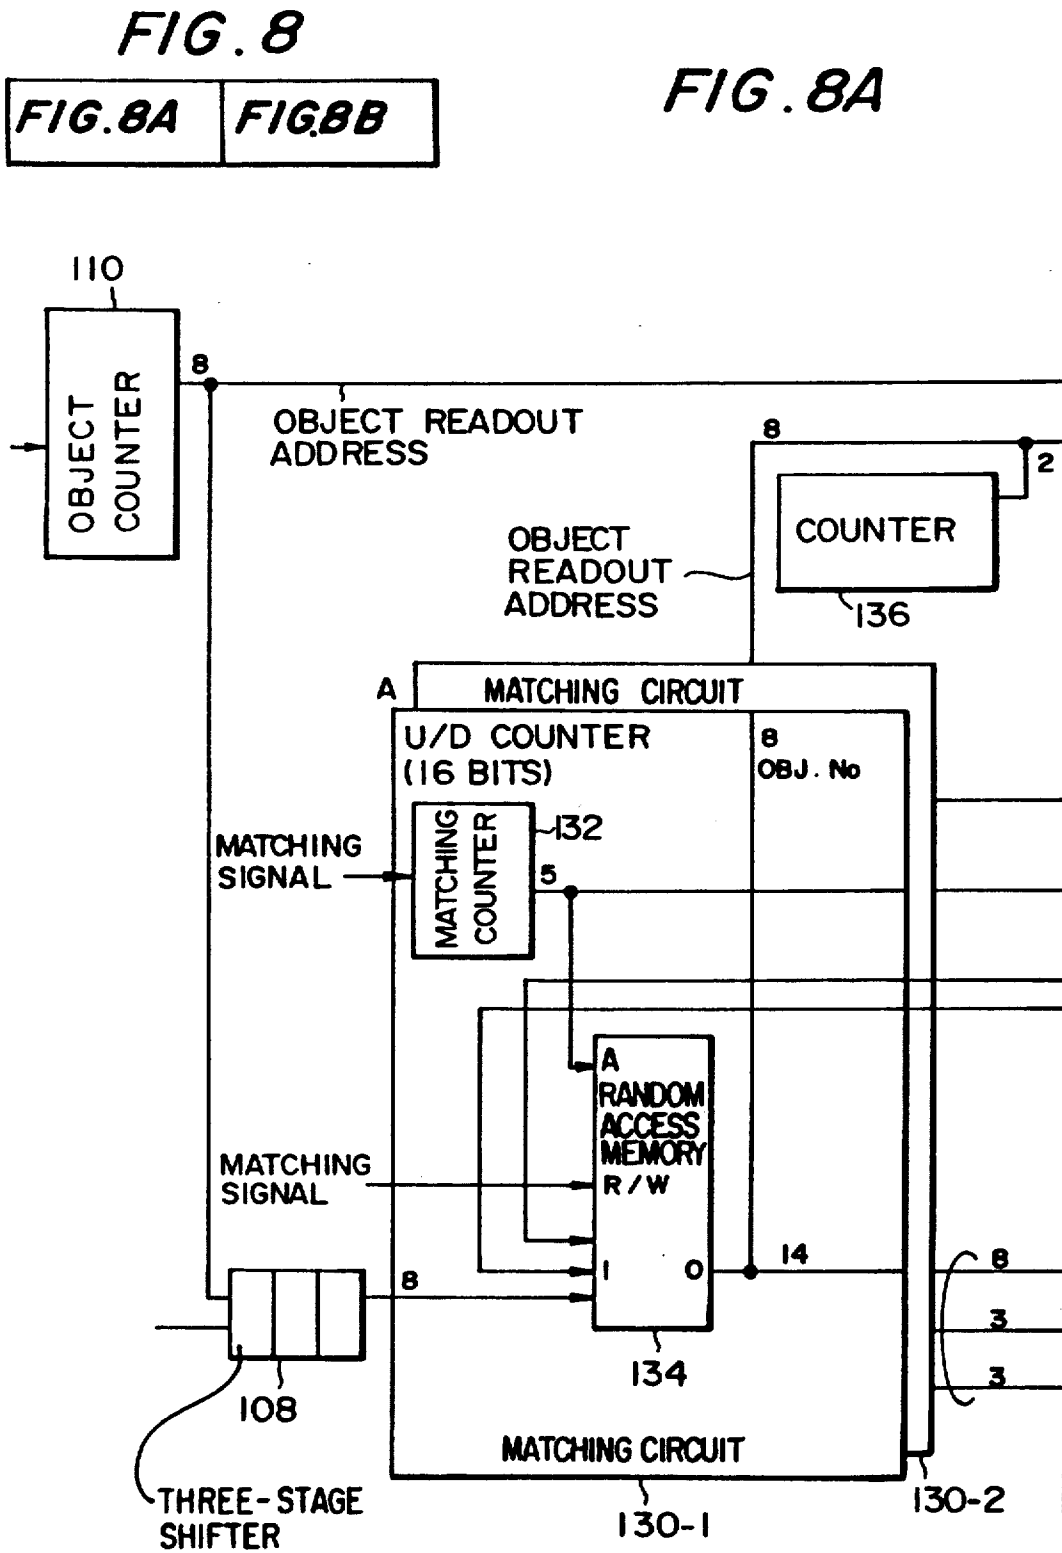 FIG. 8
FIG. 8A
FIG. 8A
FIG. 8B
110
OBJECT
COUNTER
8
OBJECT READOUT
ADDRESS
8
2
COUNTER
136
OBJECT
READOUT
ADDRESS
A
MATCHING CIRCUIT
U/D COUNTER
(16 BITS)
8
OBJ. No
MATCHING
COUNTER
132
MATCHING
SIGNAL
5
A
RANDOM
ACCESS
MEMORY
R/W
MATCHING
SIGNAL
I
O
14
8
8
3
3
134
108
MATCHING CIRCUIT
THREE-STAGE
SHIFTER
130-1
130-2